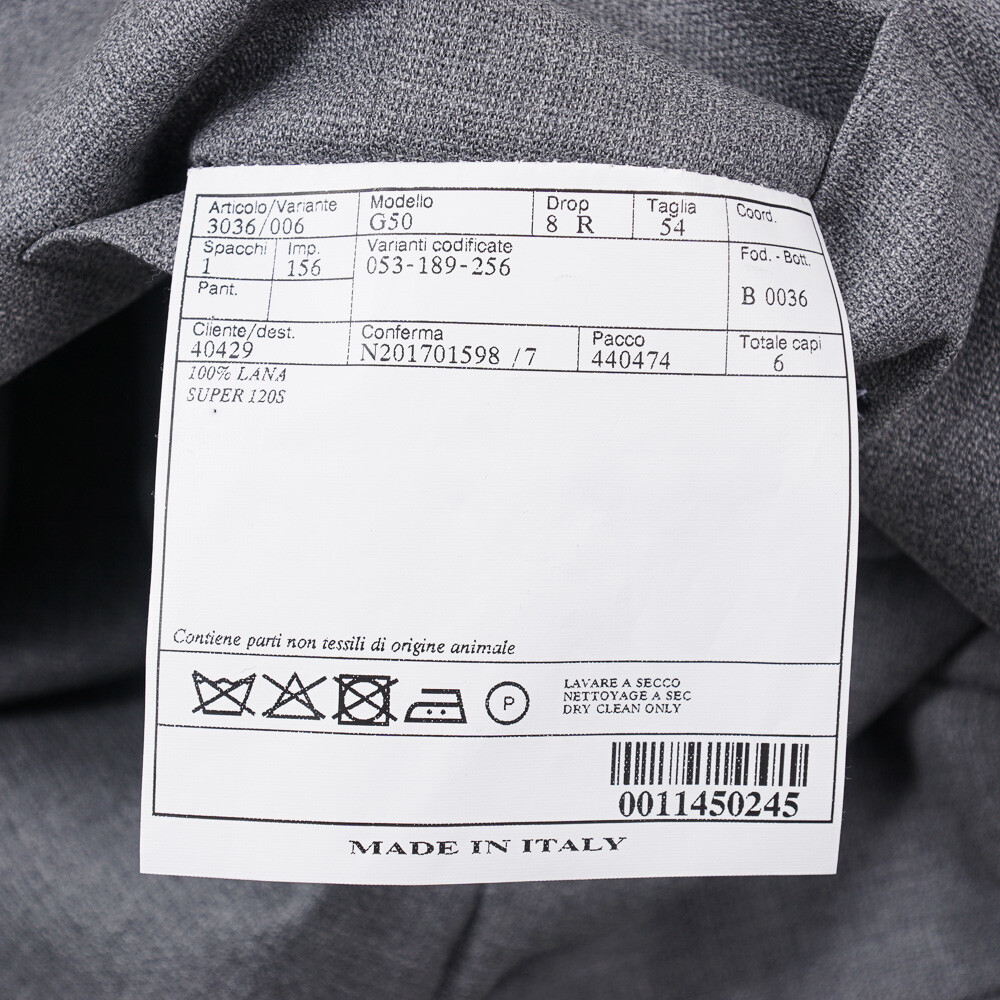 Articolo/Variante Modello Drop Taglia Coord.
3036/006 G50 8 R 54
Spacchi Imp. Varianti codificate Fod. - Bott.
1 156 053-189-256
Pant. B 0036
Cliente/dest. Conferma Pacco Totale capi
40429 N201701598 /7 440474 6
100% LANA
SUPER 120S
Contiene parti non tessili di origine animale
P
LAVARE A SECCO
NETTOYAGE A SEC
DRY CLEAN ONLY
0011450245
MADE IN ITALY